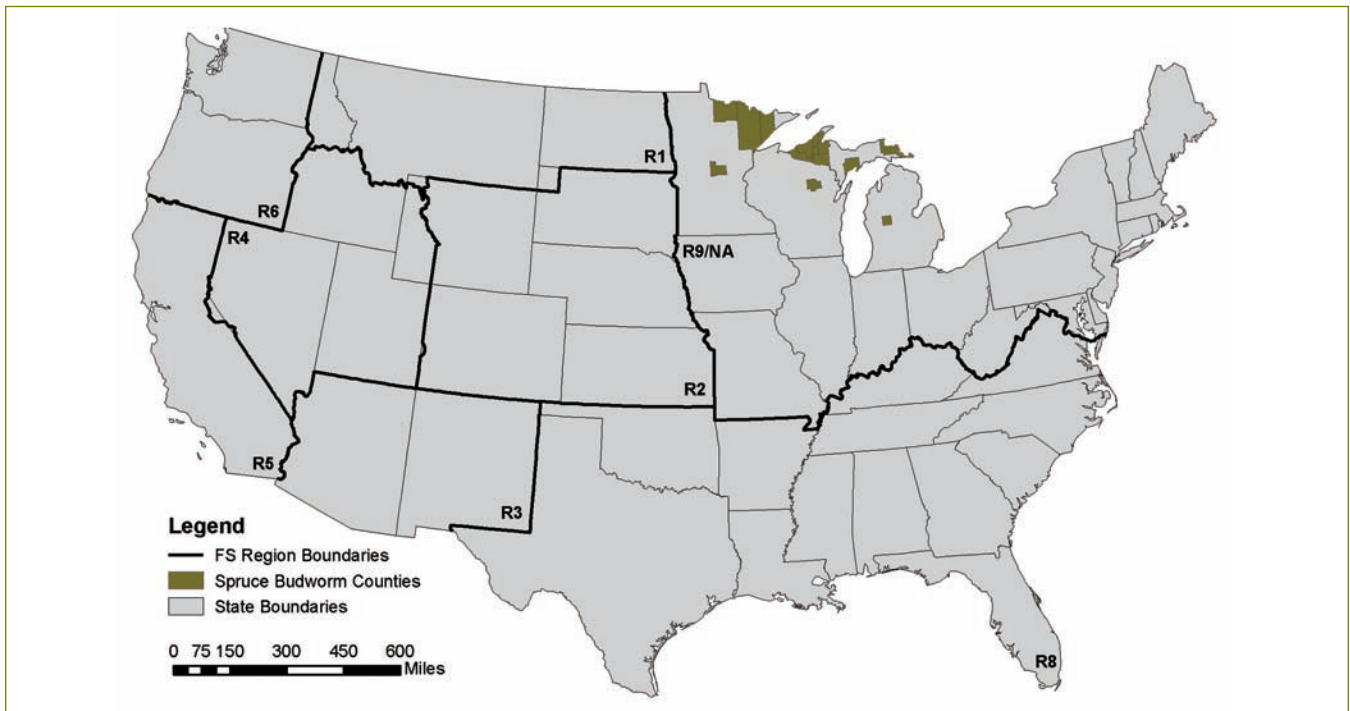 R1
R6
R4
R9/NA
R2
R5
R3
Legend
FS Region Boundaries
Spruce Budworm Counties
State Boundaries
0 75 150 300 450 600
Miles
R8